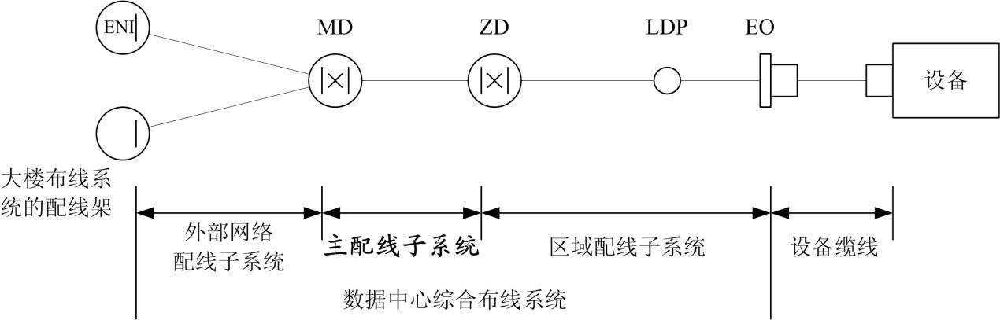 ENI
MD
ZD
LDP
EO
设备
大楼布线系
统的配线架
外部网络
配线子系统
主配线子系统
区域配线子系统
设备缆线
数据中心综合布线系统